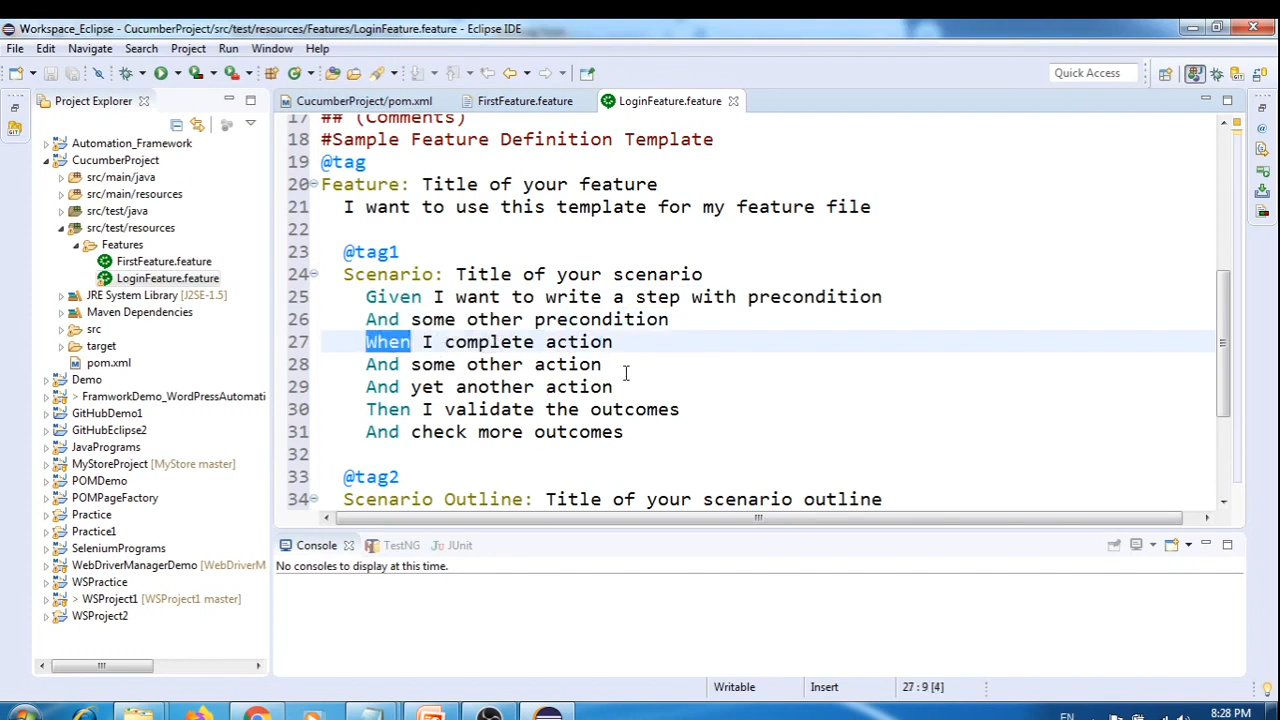 Workspace_Eclipse - CucumberProject/src/test/resources/Features/LoginFeature.feature - Eclipse IDE
File Edit Navigate Search Project Run Window Help
Quick Access
Project Explorer
CucumberProject/pom.xml FirstFeature.feature LoginFeature.feature
Automation_Framework
CucumberProject
src/main/java
src/main/resources
src/test/java
src/test/resources
Features
FirstFeature.feature
LoginFeature.feature
JRE System Library [J2SE-1.5]
Maven Dependencies
src
target
pom.xml
Demo
> FramworkDemo_WordPressAutomati
GitHubDemo1
GitHubEclipse2
JavaPrograms
MyStoreProject [MyStore master]
POMDemo
POMPageFactory
Practice
Practice1
SeleniumPrograms
WebDriverManagerDemo [WebDriverM
WSPractice
> WSProject1 [WSProject1 master]
WSProject2
17 ## (Comments)
18 #Sample Feature Definition Template
19 @tag
20 Feature: Title of your feature
21 I want to use this template for my feature file
22
23 @tag1
24 Scenario: Title of your scenario
25 Given I want to write a step with precondition
26 And some other precondition
27 When I complete action
28 And some other action
29 And yet another action
30 Then I validate the outcomes
31 And check more outcomes
32
33 @tag2
34 Scenario Outline: Title of your scenario outline
Console TestNG JUnit
No consoles to display at this time.
Writable Insert 27 : 9 [4]
EN 8:28 PM